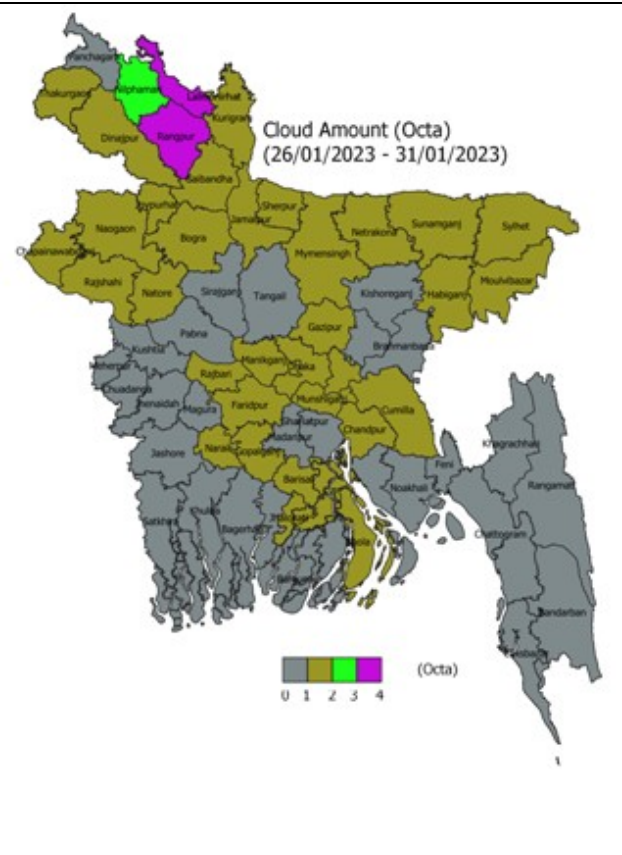 Panchagarh
Nilphamari
Thakurgaon
Lalmonirhat
Kurigram
Rangpur
Dinajpur
Cloud Amount (Octa)
(26/01/2023 - 31/01/2023)
Gaibandha
Joypurhat
Sherpur
Jamalpur
Naogaon
Bogra
Netrakona
Sunamganj
Sylhet
Mymensingh
Chapainawabganj
Rajshahi
Natore
Sirajganj
Tangail
Kishoreganj
Habiganj
Moulvibazar
Gazipur
Pabna
Kushtia
Brahmanbaria
Meherpur
Manikganj
Dhaka
Rajbari
Chuadanga
Jhenaidah
Magura
Faridpur
Munshiganj
Cumilla
Shariatpur
Madaripur
Chandpur
Khagrachhari
Jashore
Narail
Gopalganj
Feni
Rangamati
Barisal
Noakhali
Satkhira
Khulna
Bagerhat
Jhalokati
Chattogram
Bhola
Barguna
Bandarban
(Octa)
0 1 2 3 4